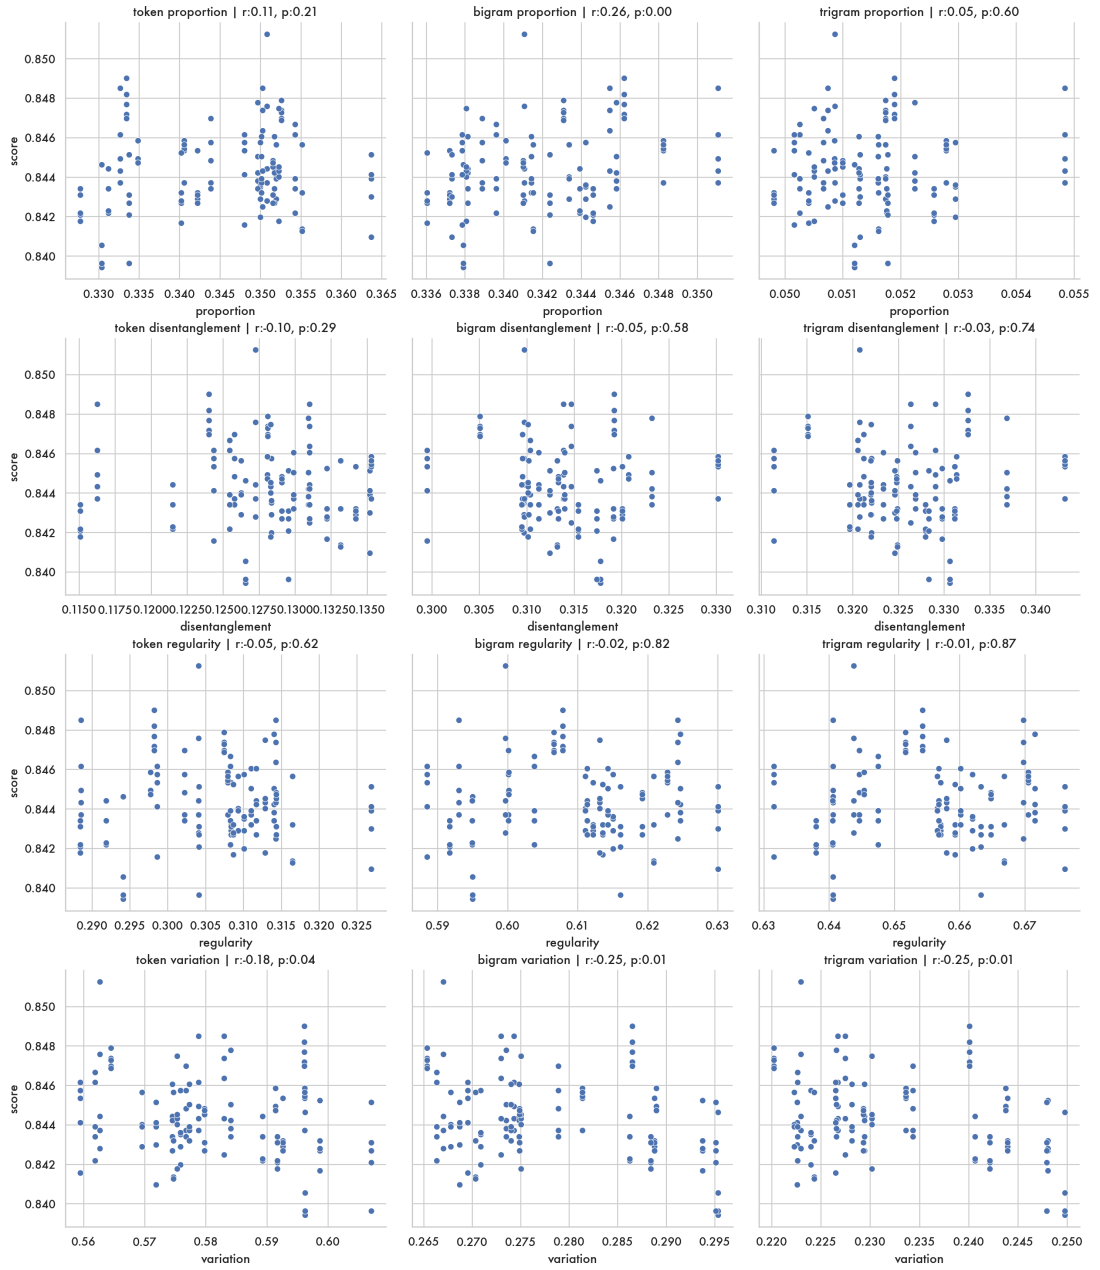 token proportion | r:0.11, p:0.21
bigram proportion | r:0.26, p:0.00
trigram proportion | r:0.05, p:0.60
score
0.850
0.848
0.846
0.844
0.842
0.840
0.330 0.335 0.340 0.345 0.350 0.355 0.360 0.365
0.336 0.338 0.340 0.342 0.344 0.346 0.348 0.350
0.050 0.051 0.052 0.053 0.054 0.055
proportion
proportion
proportion
token disentanglement | r:-0.10, p:0.29
bigram disentanglement | r:-0.05, p:0.58
trigram disentanglement | r:-0.03, p:0.74
score
0.850
0.848
0.846
0.844
0.842
0.840
0.1150 0.1175 0.1200 0.1225 0.1250 0.1275 0.1300 0.1325 0.1350
0.300 0.305 0.310 0.315 0.320 0.325 0.330
0.310 0.315 0.320 0.325 0.330 0.335 0.340
disentanglement
disentanglement
disentanglement
token regularity | r:-0.05, p:0.62
bigram regularity | r:-0.02, p:0.82
trigram regularity | r:-0.01, p:0.87
score
0.850
0.848
0.846
0.844
0.842
0.840
0.290 0.295 0.300 0.305 0.310 0.315 0.320 0.325
0.59 0.60 0.61 0.62 0.63
0.63 0.64 0.65 0.66 0.67
regularity
regularity
regularity
token variation | r:-0.18, p:0.04
bigram variation | r:-0.25, p:0.01
trigram variation | r:-0.25, p:0.01
score
0.850
0.848
0.846
0.844
0.842
0.840
0.56 0.57 0.58 0.59 0.60
0.265 0.270 0.275 0.280 0.285 0.290 0.295
0.220 0.225 0.230 0.235 0.240 0.245 0.250
variation
variation
variation